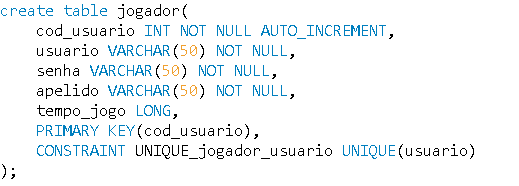 create table jogador(
    cod_usuario INT NOT NULL AUTO_INCREMENT,
    usuario VARCHAR(50) NOT NULL,
    senha VARCHAR(50) NOT NULL,
    apelido VARCHAR(50) NOT NULL,
    tempo_jogo LONG,
    PRIMARY KEY(cod_usuario),
    CONSTRAINT UNIQUE_jogador_usuario UNIQUE(usuario)
);